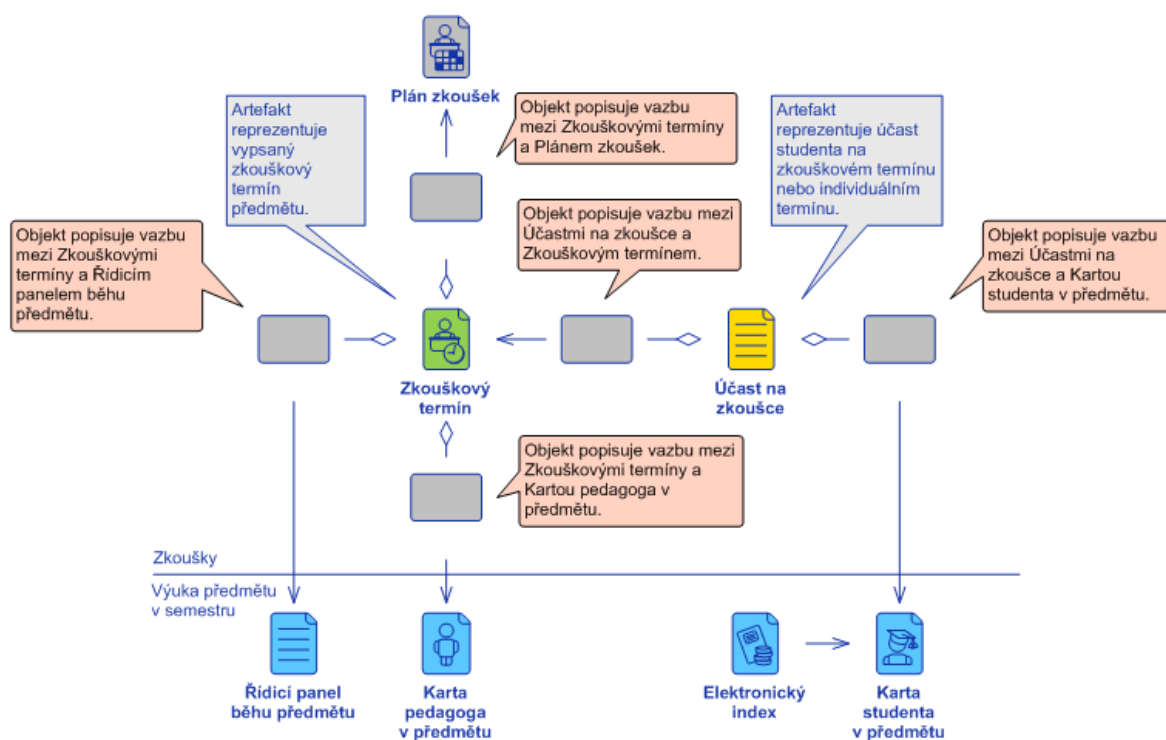 Plán zkoušek
Artefakt
reprezentuje
vypsaný
zkouškový
termín
předmětu.
Objekt popisuje vazbu
mezi Zkouškovými termíny
a Plánem zkoušek.
Artefakt
reprezentuje účast
studenta na
zkouškovém termínu
nebo individuálním
termínu.
Objekt popisuje vazbu
mezi Zkouškovými
termíny a Řídicím
panelem běhu
předmětu.
Objekt popisuje vazbu mezi
Účastmi na zkoušce a
Zkouškovým termínem.
Objekt popisuje vazbu
mezi Účastmi na
zkoušce a Kartou
studenta v předmětu.
Zkouškový
termín
Účast na
zkoušce
Objekt popisuje vazbu mezi
Zkouškovými termíny a
Kartou pedagoga v
předmětu.
Zkoušky
Výuka předmětu
v semestru
Řídicí panel
běhu předmětu
Karta
pedagoga
v předmětu
Elektronický
index
Karta
studenta
v předmětu